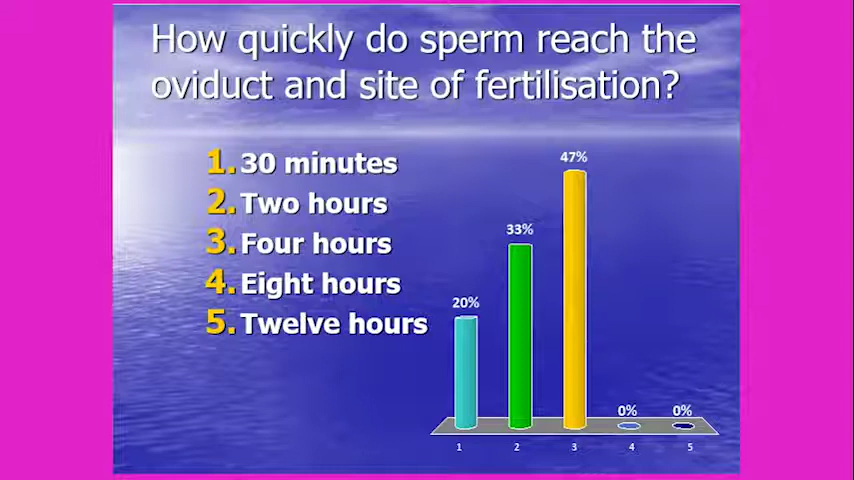 How quickly do sperm reach the
oviduct and site of fertilisation?
1. 30 minutes
2. Two hours
3. Four hours
4. Eight hours
5. Twelve hours
47%
33%
20%
0% 0%
1 2 3 4 5